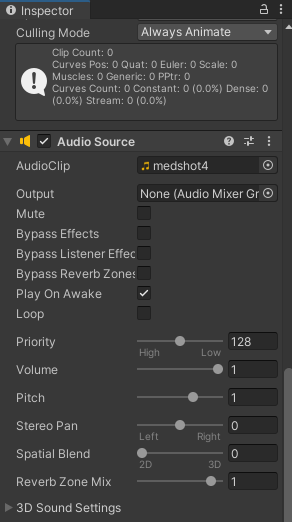 Inspector
Culling Mode Always Animate
Clip Count: 0
Curves Pos: 0 Quat: 0 Euler: 0 Scale: 0
Muscles: 0 Generic: 0 PPtr: 0
Curves Count: 0 Constant: 0 (0.0%) Dense: 0
(0.0%) Stream: 0 (0.0%)
Audio Source
AudioClip medshot4
Output None (Audio Mixer Gr
Mute
Bypass Effects
Bypass Listener Effec
Bypass Reverb Zones
Play On Awake
Loop
Priority 128
High Low
Volume 1
Pitch 1
Stereo Pan 0
Left Right
Spatial Blend 0
2D 3D
Reverb Zone Mix 1
3D Sound Settings